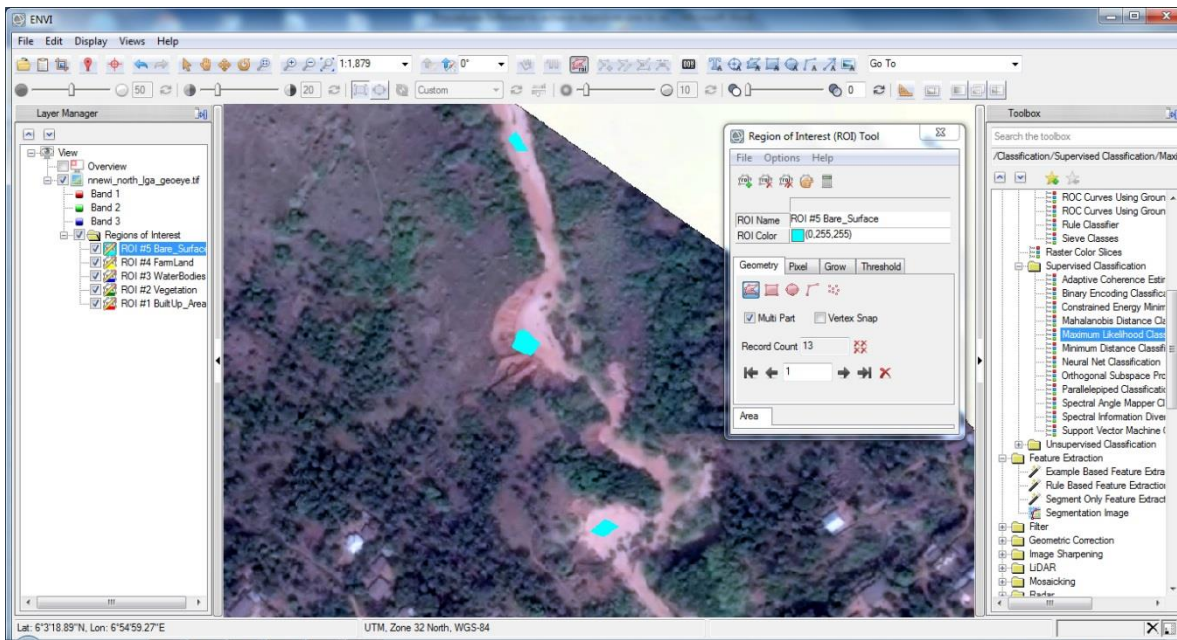 ENVI
File Edit Display Views Help
1:1,879 0° Go To
50 20 Custom 10 0
Layer Manager
View
Overview
nnewi_north_lga_geoeye.tif
Band 1
Band 2
Band 3
Regions of Interest
ROI #5 Bare_Surface
ROI #4 FarmLand
ROI #3 WaterBodies
ROI #2 Vegetation
ROI #1 BuiltUp_Area
Region of Interest (ROI) Tool
File Options Help
ROI Name ROI #5 Bare_Surface
ROI Color (0,255,255)
Geometry Pixel Grow Threshold
Multi Part Vertex Snap
Record Count 13
1
Area
Toolbox
Search the toolbox
/Classification/Supervised Classification/Maxi
ROC Curves Using Groun
ROC Curves Using Groun
Rule Classifier
Sieve Classes
Raster Color Slices
Supervised Classification
Adaptive Coherence Estir
Binary Encoding Classifica
Constrained Energy Minim
Mahalanobis Distance Cla
Maximum Likelihood Class
Minimum Distance Classifi
Neural Net Classification
Orthogonal Subspace Pro
Parallelepiped Classificatio
Spectral Angle Mapper Cl
Spectral Information Diver
Support Vector Machine C
Unsupervised Classification
Feature Extraction
Example Based Feature Extra
Rule Based Feature Extraction
Segment Only Feature Extract
Segmentation Image
Filter
Geometric Correction
Image Sharpening
LiDAR
Mosaicking
Radar
Lat: 6°3'18.89"N, Lon: 6°54'59.27"E UTM, Zone 32 North, WGS-84